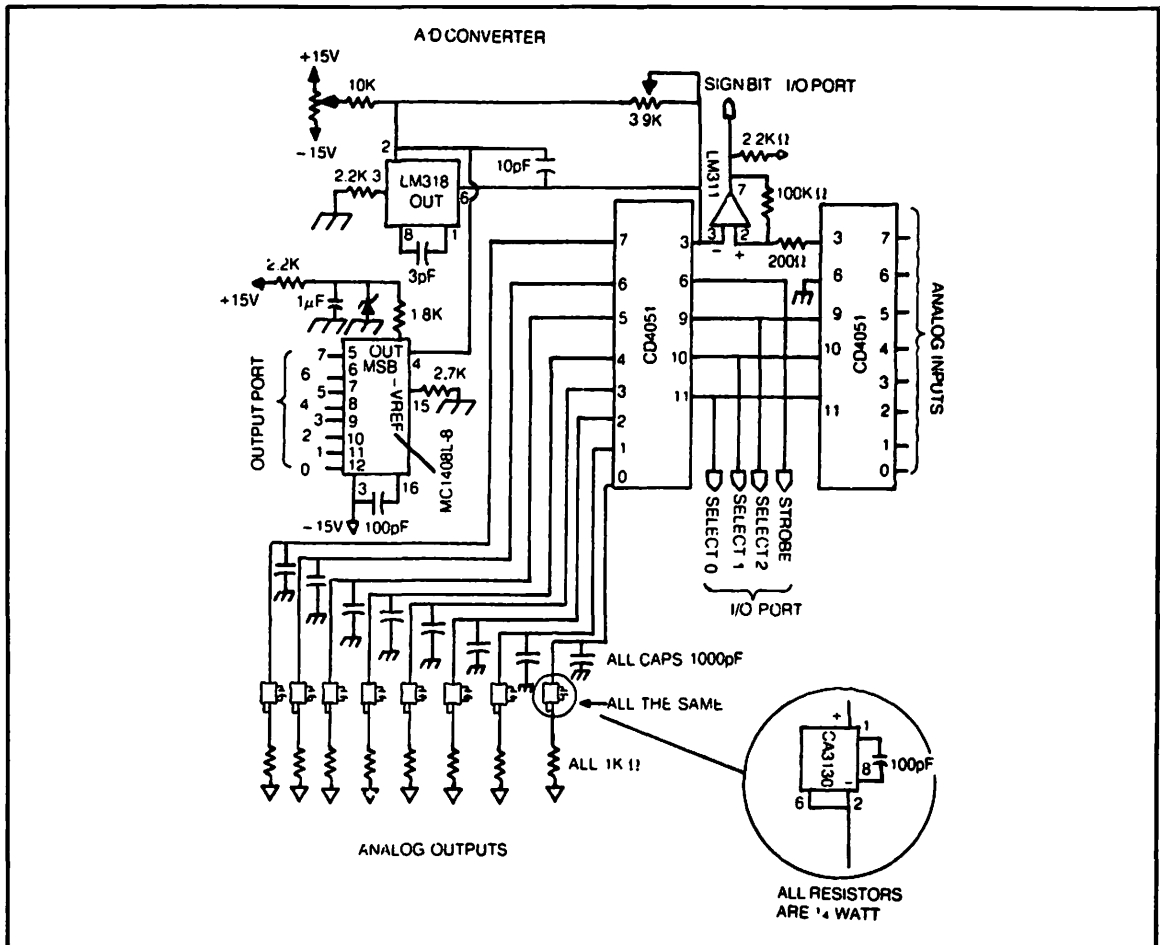 A'D CONVERTER
+15V
10K
-15V
3 9K
SIGN BIT I/O PORT
2.2K Ω
LM311
7
100K Ω
3 2
- +
200Ω
2
2.2K 3
LM318
OUT
6
10pF
8 1
3pF
2.2K
+15V
1µF
1 8K
OUTPUT PORT
7 6 5 4 3 2 1 0
5 6 7 8 9 10 11 12
OUT
MSB
-VREF
4
15
2.7K
3 16
100pF
-15V
MC1408L-8
7
6
5
4
3
2
1
0
CD4051
3
6
9
10
11
CD4051
3
6
9
10
11
7
6
5
4
3
2
1
0
ANALOG INPUTS
SELECT 0
SELECT 1
SELECT 2
STROBE
I/O PORT
ALL CAPS 1000pF
ALL THE SAME
ALL 1K Ω
ANALOG OUTPUTS
+
1
CA3130
8
100pF
-
6 2
ALL RESISTORS
ARE ¼ WATT